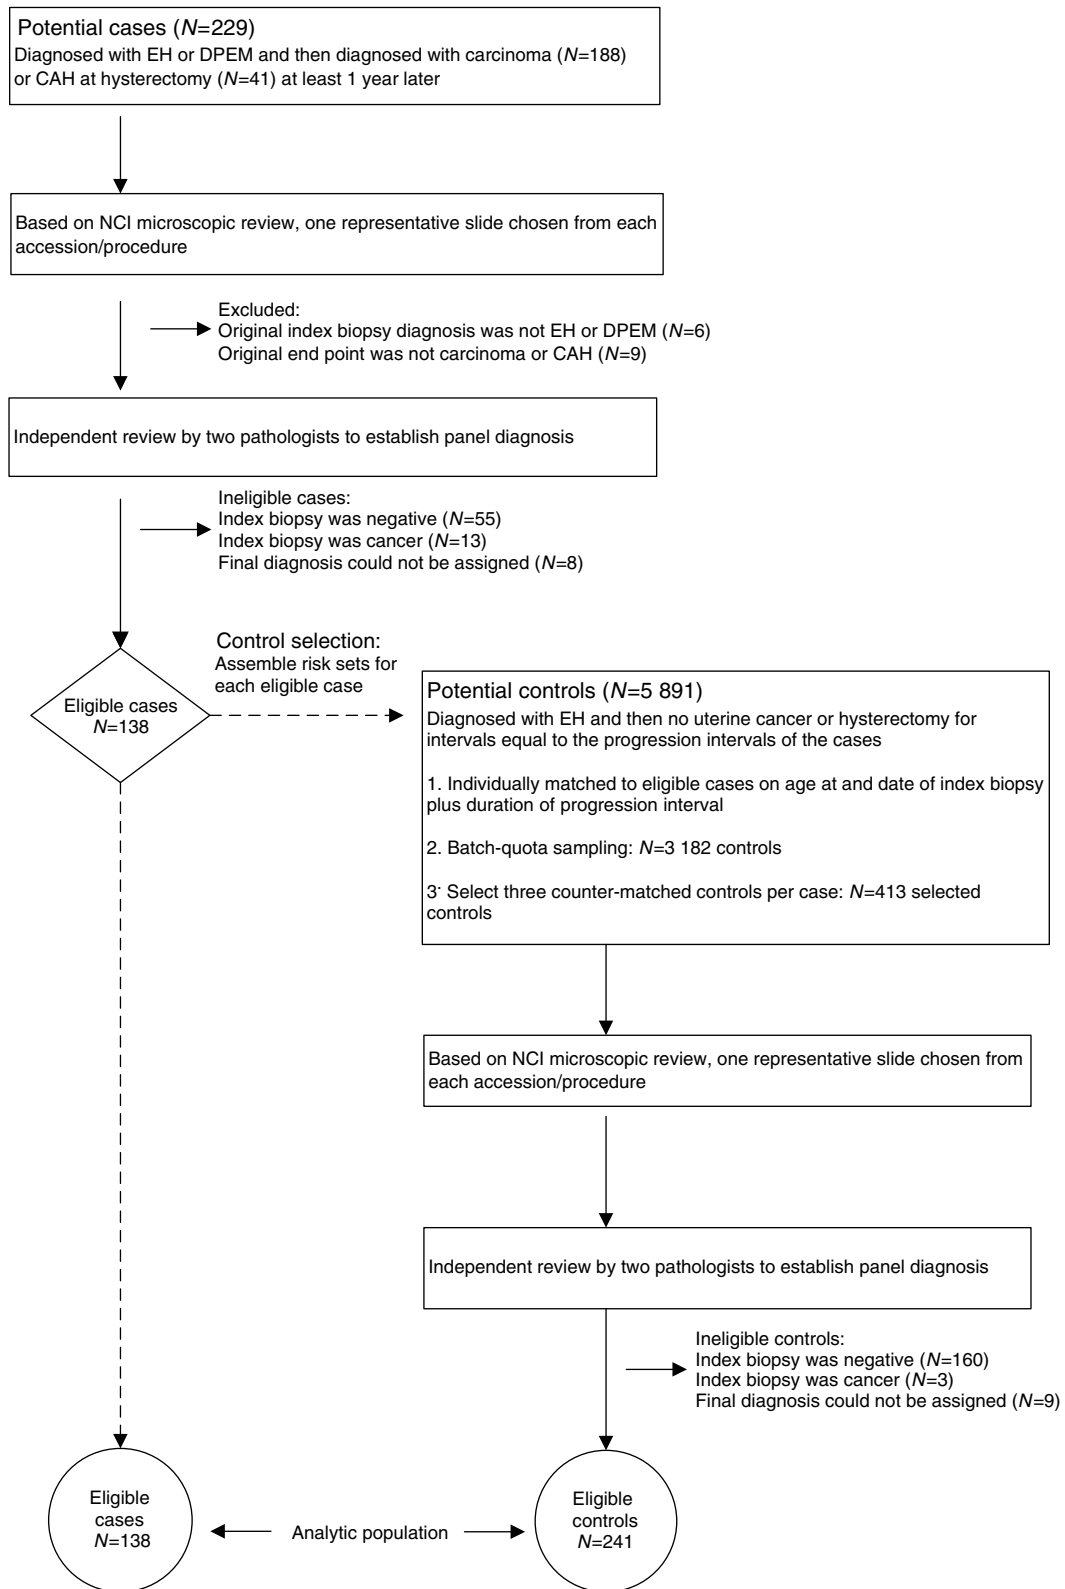 Potential cases (N=229)
Diagnosed with EH or DPEM and then diagnosed with carcinoma (N=188)
or CAH at hysterectomy (N=41) at least 1 year later
Based on NCI microscopic review, one representative slide chosen from each
accession/procedure
Excluded:
Original index biopsy diagnosis was not EH or DPEM (N=6)
Original end point was not carcinoma or CAH (N=9)
Independent review by two pathologists to establish panel diagnosis
Ineligible cases:
Index biopsy was negative (N=55)
Index biopsy was cancer (N=13)
Final diagnosis could not be assigned (N=8)
Eligible cases
N=138
Control selection:
Assemble risk sets for
each eligible case
Potential controls (N=5 891)
Diagnosed with EH and then no uterine cancer or hysterectomy for
intervals equal to the progression intervals of the cases
1. Individually matched to eligible cases on age at and date of index biopsy
plus duration of progression interval
2. Batch-quota sampling: N=3 182 controls
3. Select three counter-matched controls per case: N=413 selected
controls
Based on NCI microscopic review, one representative slide chosen from
each accession/procedure
Independent review by two pathologists to establish panel diagnosis
Ineligible controls:
Index biopsy was negative (N=160)
Index biopsy was cancer (N=3)
Final diagnosis could not be assigned (N=9)
Eligible
cases
N=138
Analytic population
Eligible
controls
N=241